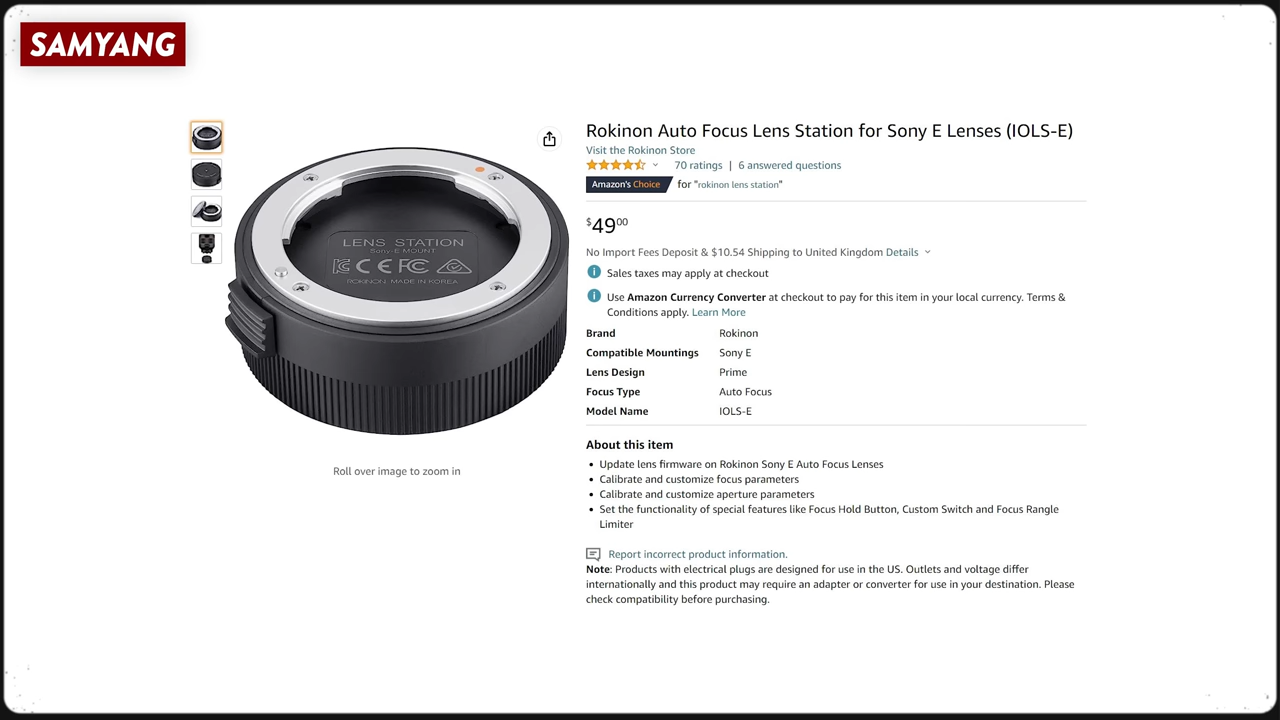 SAMYANG
Rokinon Auto Focus Lens Station for Sony E Lenses (IOLS-E)
Visit the Rokinon Store
70 ratings | 6 answered questions
Amazon's Choice for "rokinon lens station"
$49 00
No Import Fees Deposit & $10.54 Shipping to United Kingdom Details
Sales taxes may apply at checkout
Use Amazon Currency Converter at checkout to pay for this item in your local currency. Terms &
Conditions apply. Learn More
Brand Rokinon
Compatible Mountings Sony E
Lens Design Prime
Focus Type Auto Focus
Model Name IOLS-E
About this item
• Update lens firmware on Rokinon Sony E Auto Focus Lenses
• Calibrate and customize focus parameters
• Calibrate and customize aperture parameters
• Set the functionality of special features like Focus Hold Button, Custom Switch and Focus Rangle
Limiter
Report incorrect product information.
Note: Products with electrical plugs are designed for use in the US. Outlets and voltage differ
internationally and this product may require an adapter or converter for use in your destination. Please
check compatibility before purchasing.
LENS STATION
Sony-E MOUNT
CE FC
ROKINON MADE IN KOREA
Roll over image to zoom in